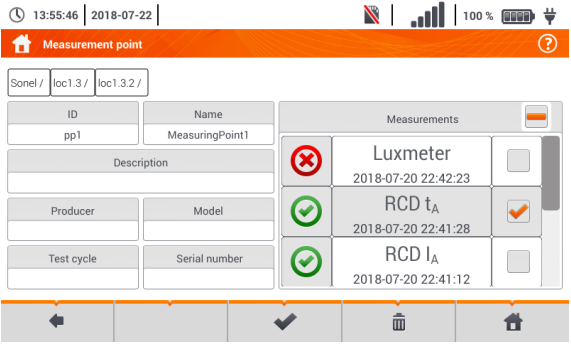 13:55:46 2018-07-22 100 %
Measurement point ?
Sonel / loc1.3 / loc1.3.2 /
ID Name
pp1 MeasuringPoint1
Description
Producer Model
Test cycle Serial number
Measurements
Luxmeter
2018-07-20 22:42:23
RCD tA
2018-07-20 22:41:28
RCD IA
2018-07-20 22:41:12